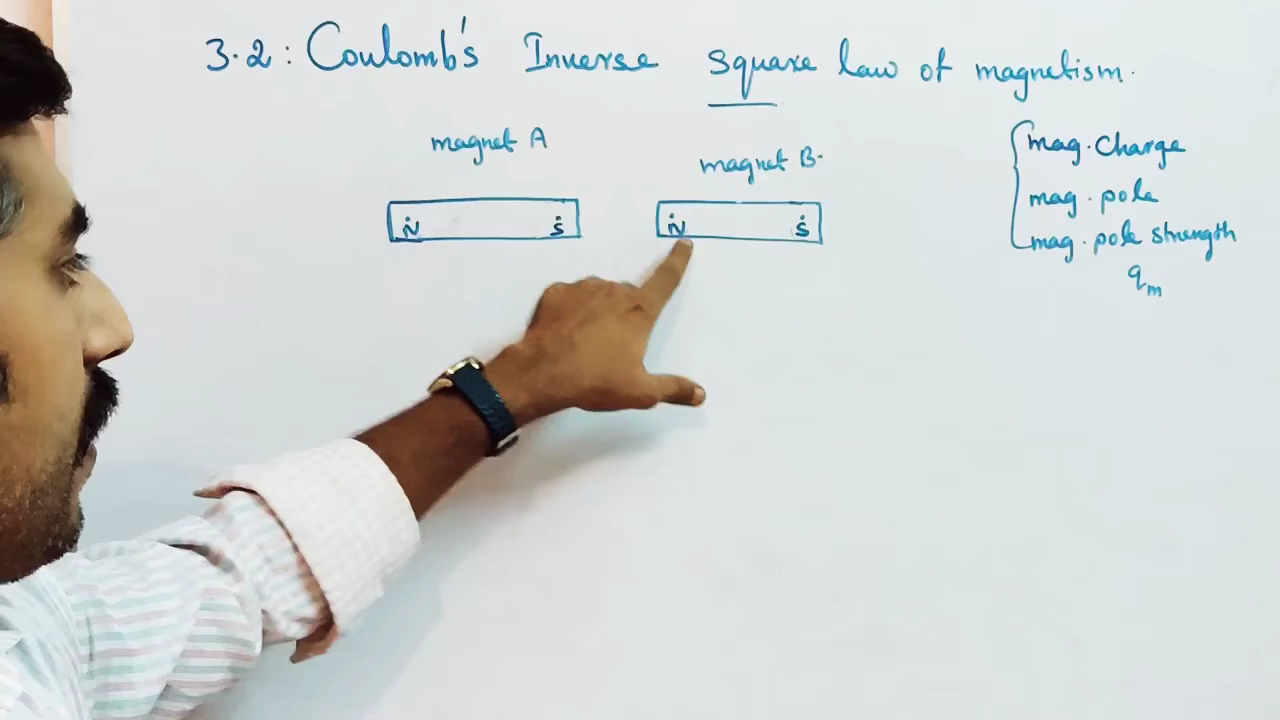 3.2: Coulomb's Inverse square law of magnetism.
magnet A
magnet B.
N S
N S
mag. charge
mag. pole
mag. pole strength
qm